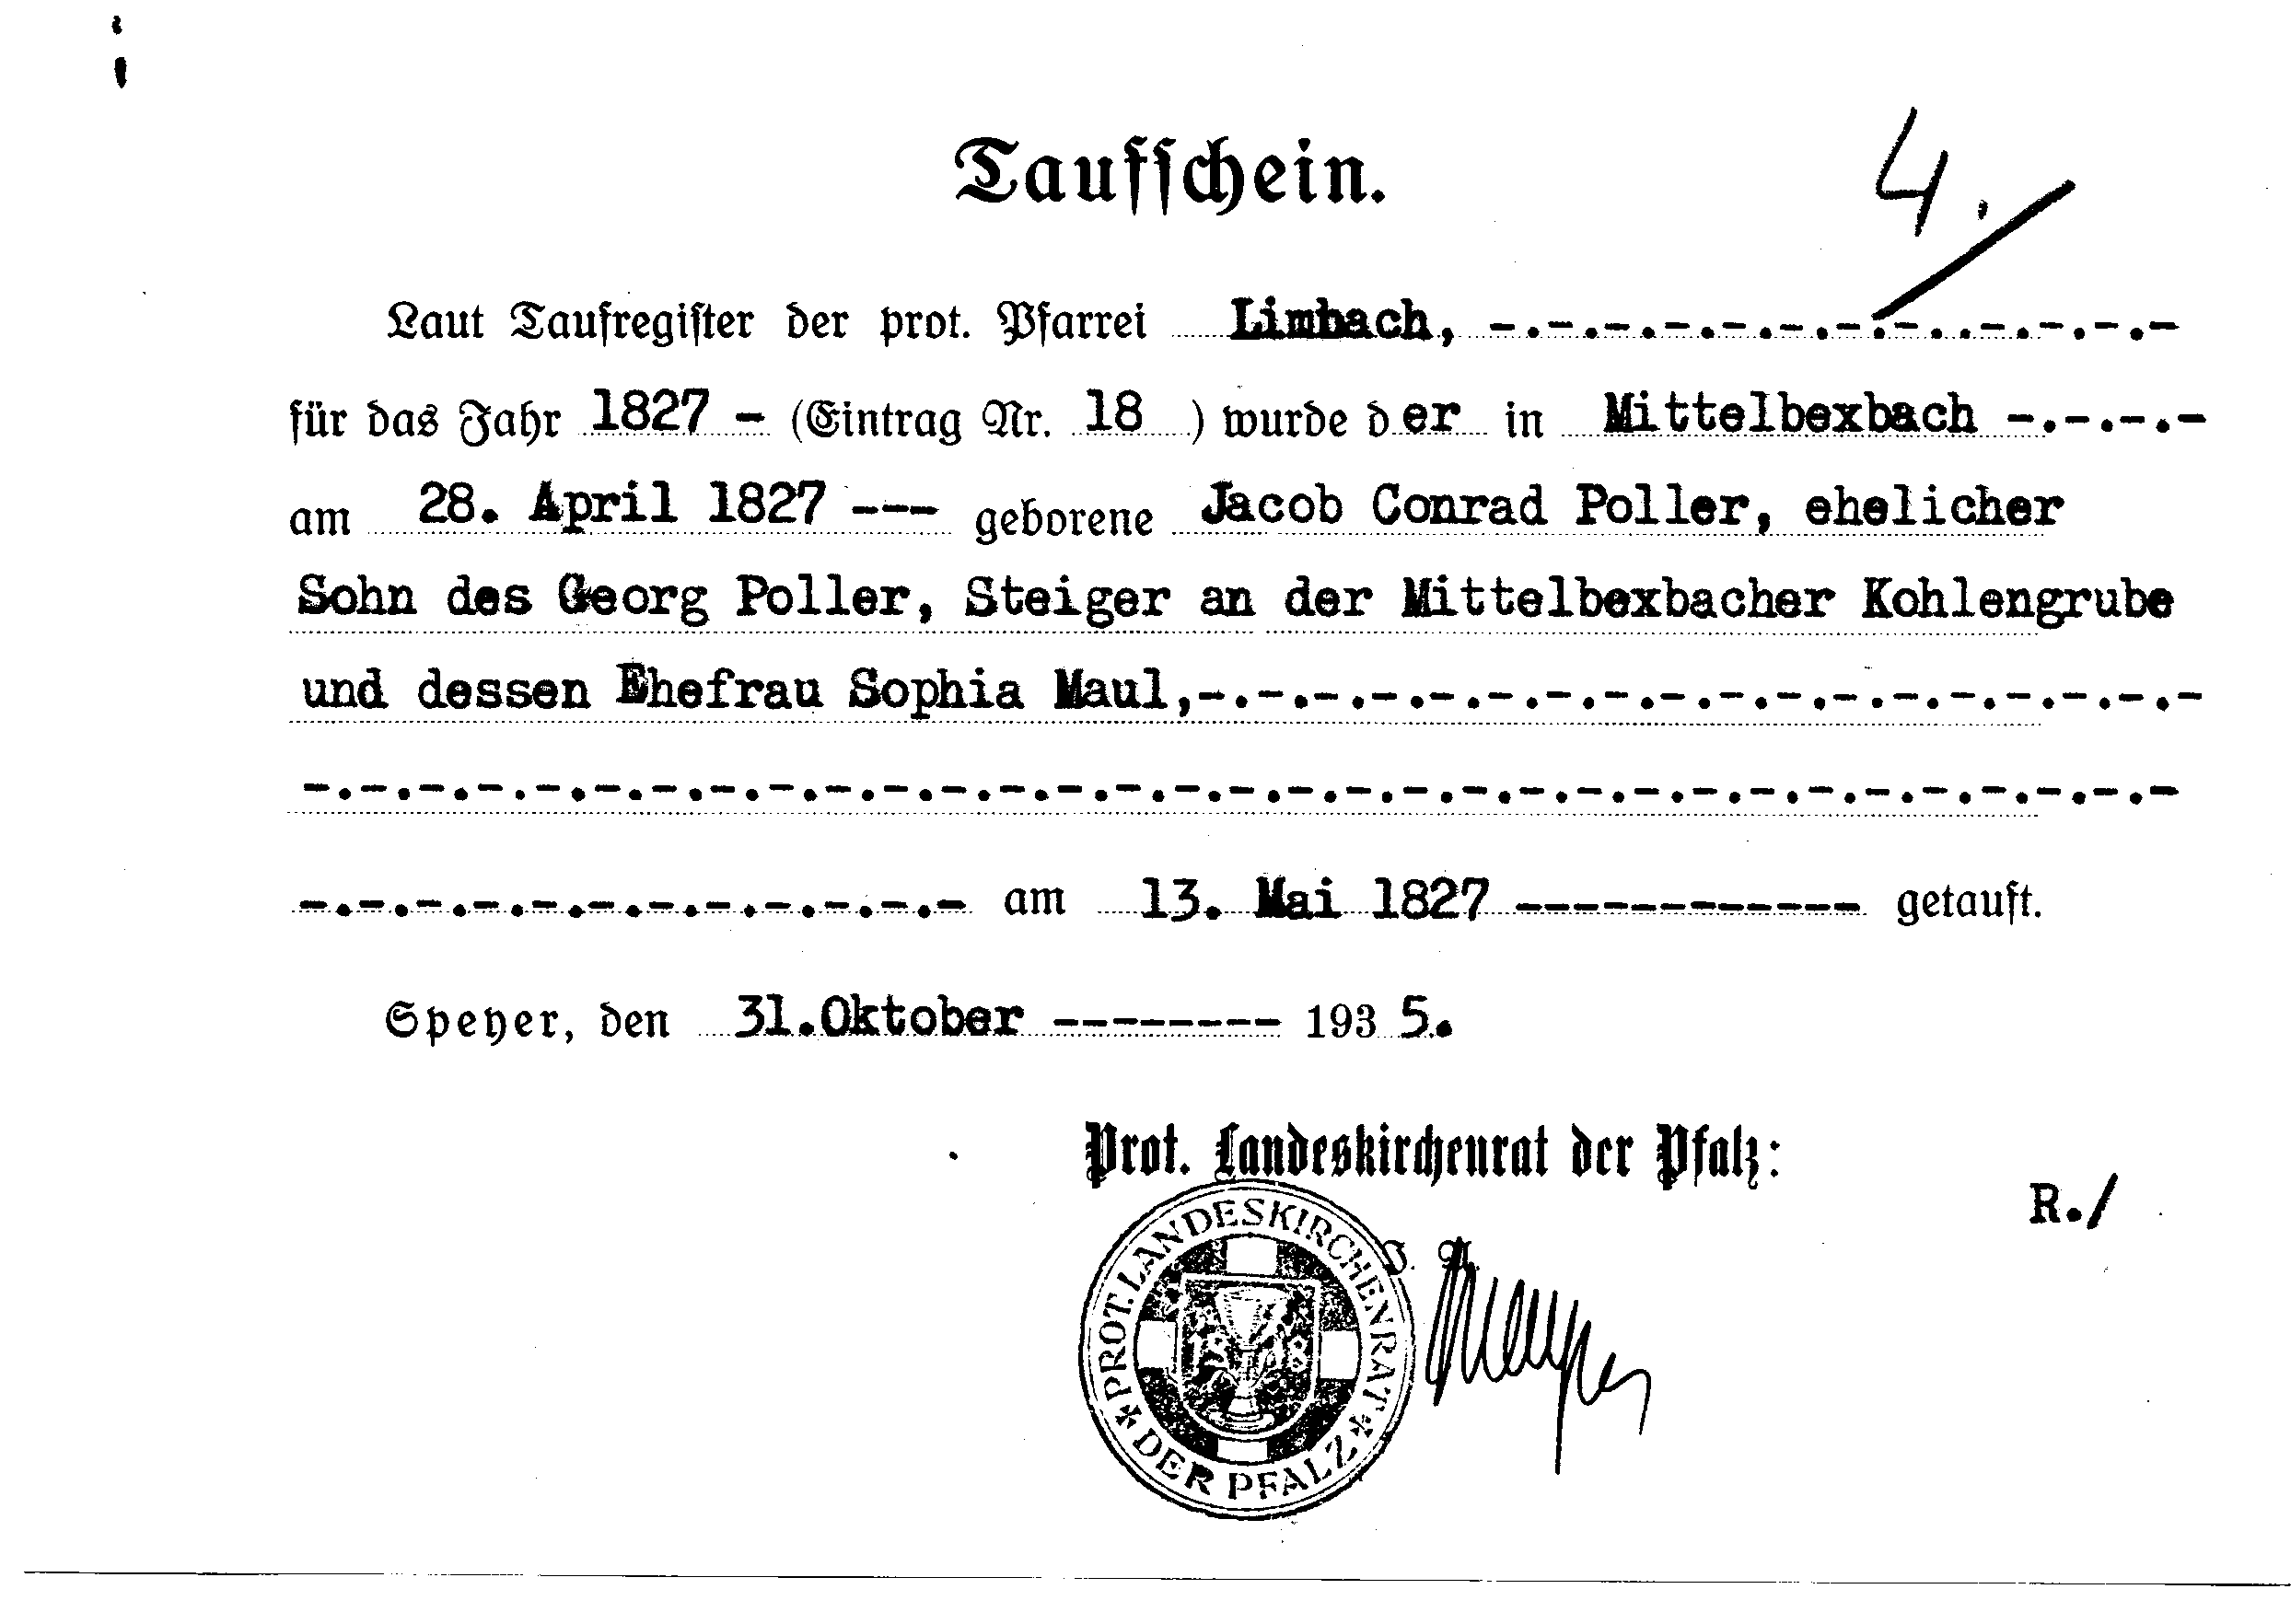 Taufschein.
4.
Laut Taufregister der prot. Pfarrei Limbach, -.-.-.-.-.-.-.-.-..-.-.-.-
für das Jahr 1827 - (Eintrag Nr. 18 ) wurde der in Mittelbexbach -.-.-.-
am 28. April 1827 --- geborene Jacob Conrad Poller, ehelicher
Sohn des Georg Poller, Steiger an der Mittelbexbacher Kohlengrube
und dessen Ehefrau Sophia Maul,-.-.-.-.-.-.-.-.-.-.-.-.-.-.-.-.-.-
-.-.-.-.-.-.-.-.-.-.-.-.-.-.-.-.-.-.-.-.-.-.-.-.-.-.-.-.-.-.-.-.-
-.-.-.-.-.-.-.-.-.-.-.- am 13. Mai 1827 ------------ getauft.
Speyer, den 31.Oktober -------- 1935.
Prot. Landeskirchenrat der Pfalz:
R./
J. A.
PROT. LANDESKIRCHENRAT
DER PFALZ